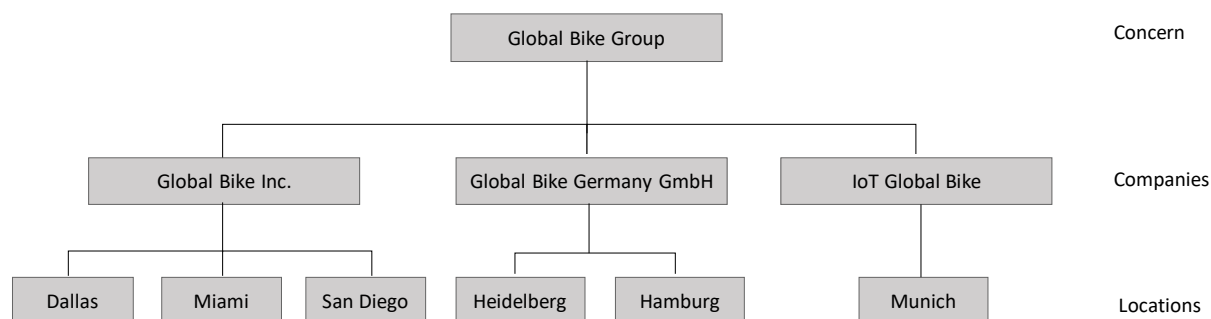 Global Bike Group
Concern
Global Bike Inc.
Global Bike Germany GmbH
IoT Global Bike
Companies
Dallas
Miami
San Diego
Heidelberg
Hamburg
Munich
Locations